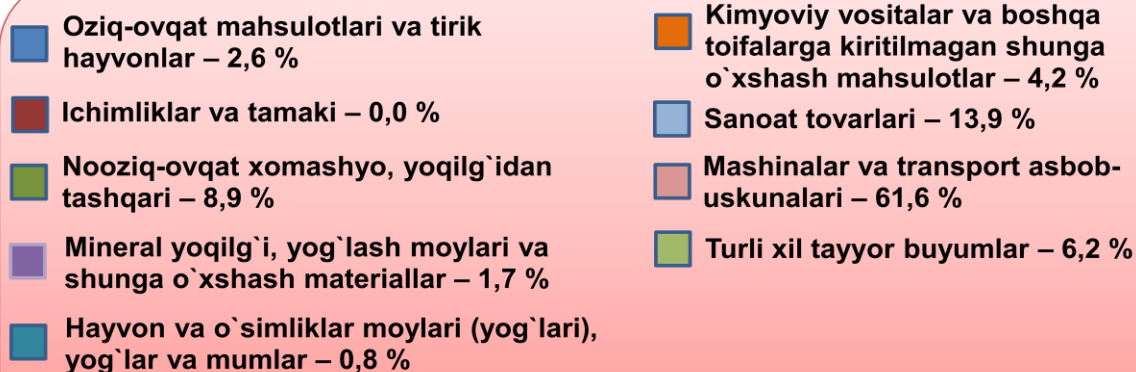 Oziq-ovqat mahsulotlari va tirik
hayvonlar – 2,6 %
Ichimliklar va tamaki – 0,0 %
Nooziq-ovqat xomashyo, yoqilg`idan
tashqari – 8,9 %
Mineral yoqilg`i, yog`lash moylari va
shunga o`xshash materiallar – 1,7 %
Hayvon va o`simliklar moylari (yog`lari),
yog`lar va mumlar – 0,8 %
Kimyoviy vositalar va boshqa
toifalarga kiritilmagan shunga
o`xshash mahsulotlar – 4,2 %
Sanoat tovarlari – 13,9 %
Mashinalar va transport asbob-
uskunalari – 61,6 %
Turli xil tayyor buyumlar – 6,2 %